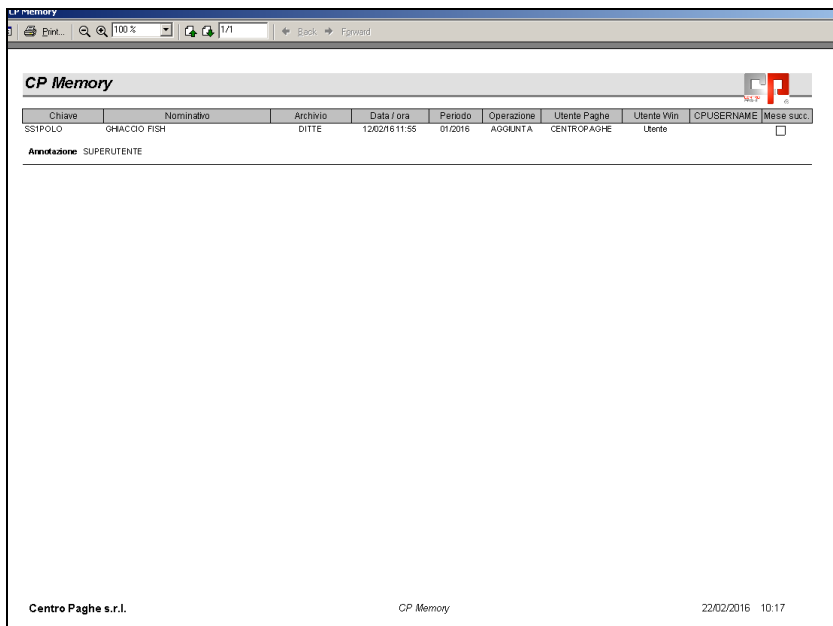 CP Memory
Print... 100 % 1/1 Back Forward
CP Memory
cp
Chiave Nominativo Archivio Data / ora Periodo Operazione Utente Paghe Utente Win CPUSERNAME Mese succ.
SS1POLO GHIACCIO FISH DITTE 12/02/16 11:55 01/2016 AGGIUNTA CENTROPAGHE Utente
Annotazione SUPERUTENTE
Centro Paghe s.r.l. CP Memory 22/02/2016 10:17